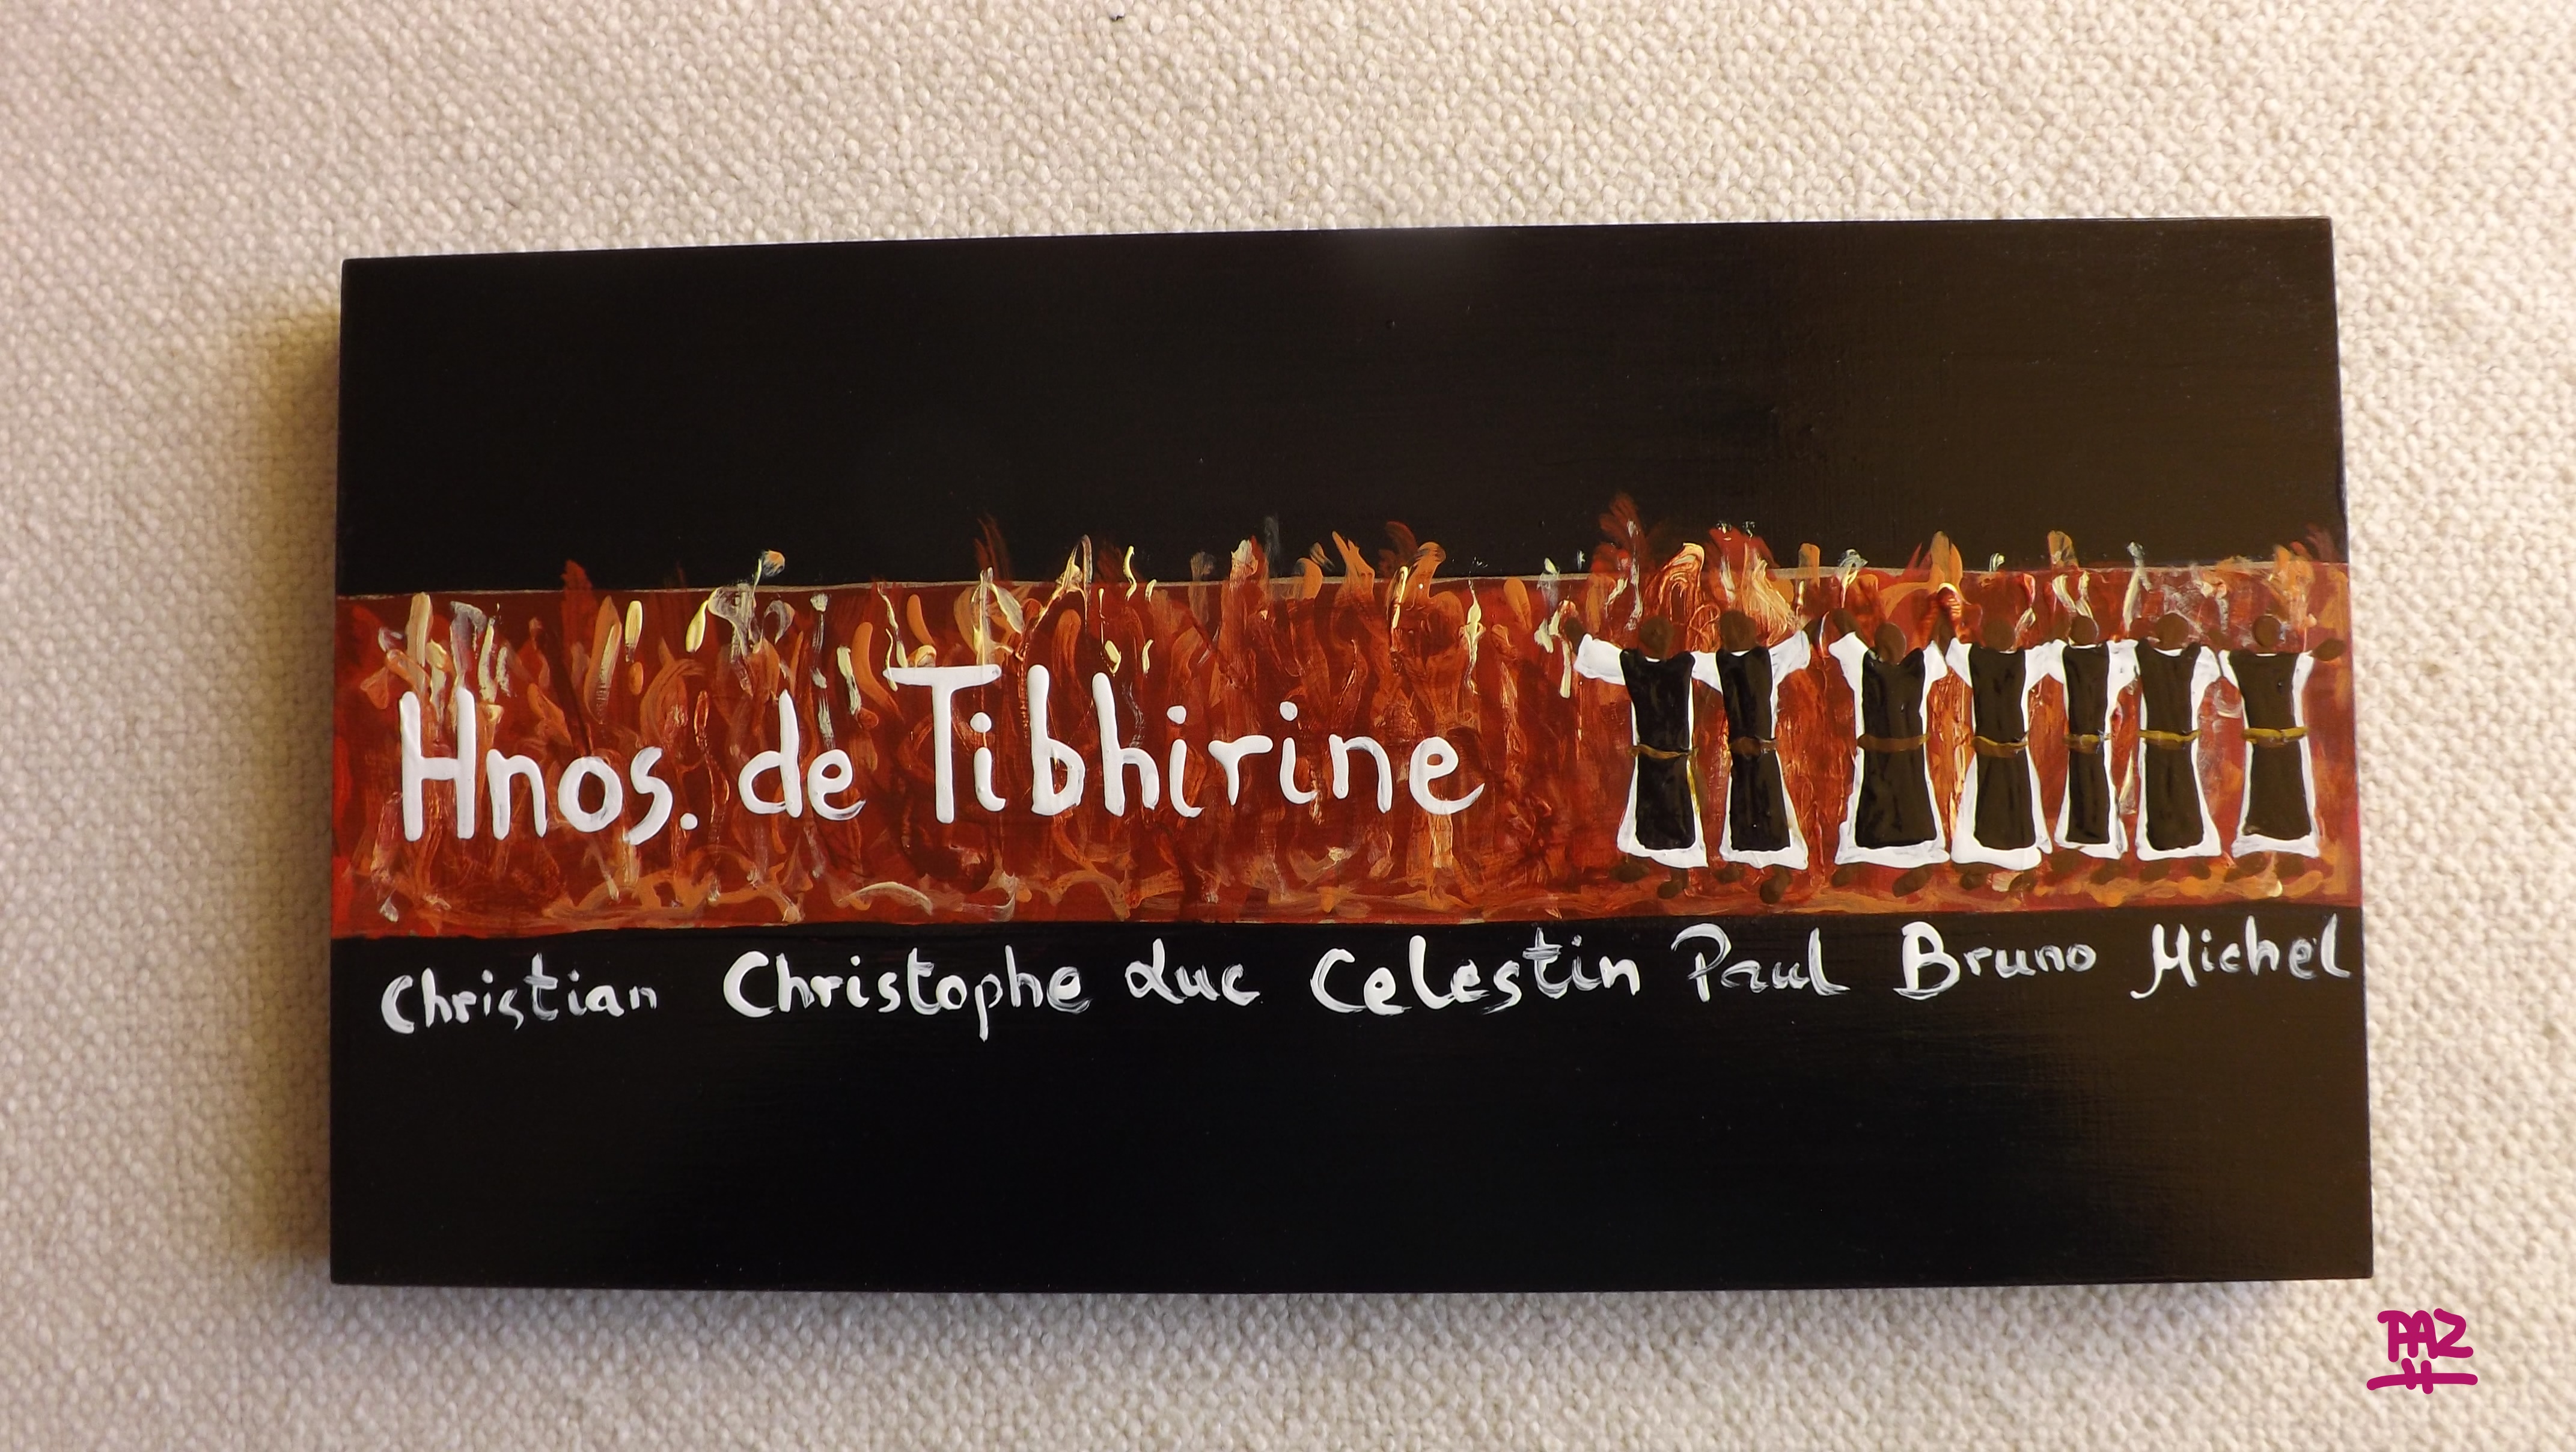 Hnos. de Tibhirine
Christian Christophe Luc Celestin Paul Bruno Michel
PAZ